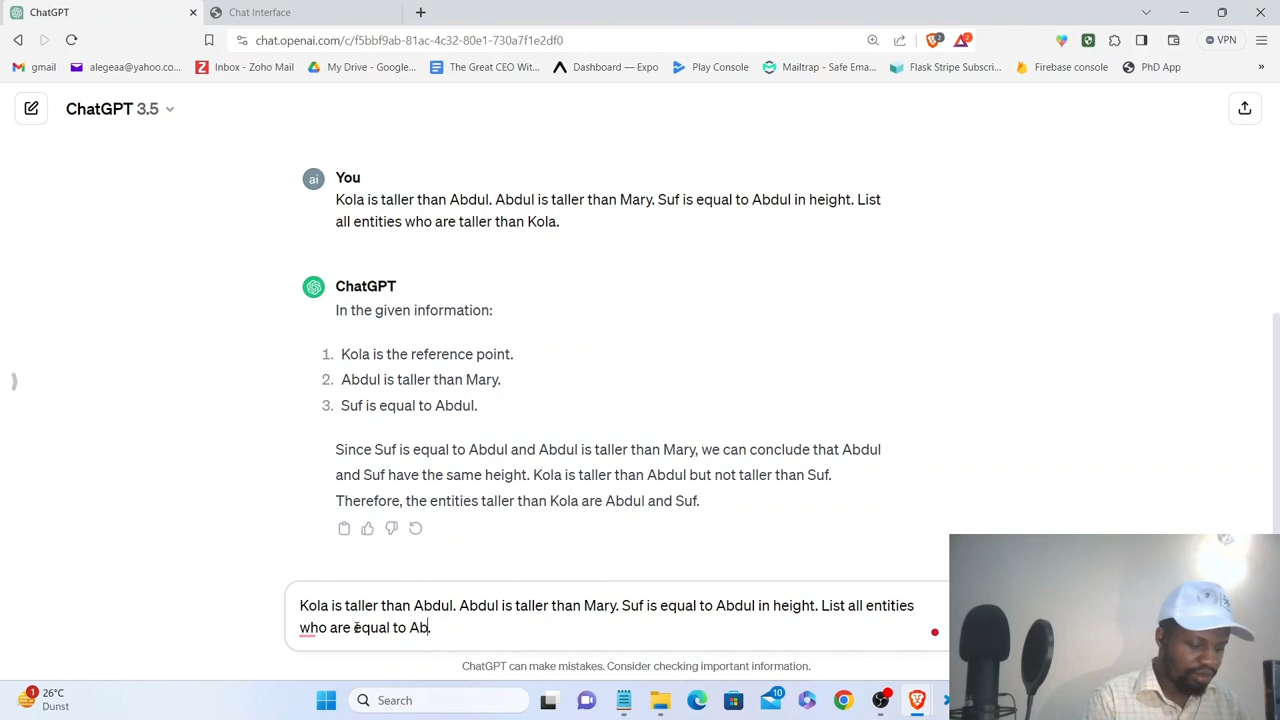 ChatGPT
Chat Interface
chat.openai.com/c/f5bbf9ab-81ac-4c32-80e1-730a7f1e2df0
2
2
VPN
gmail
alegeaa@yahoo.co...
Inbox - Zoho Mail
My Drive - Google...
The Great CEO Wit...
Dashboard — Expo
Play Console
Mailtrap - Safe Ema...
Flask Stripe Subscri...
Firebase console
PhD App
»
ChatGPT 3.5
ai
You
Kola is taller than Abdul. Abdul is taller than Mary. Suf is equal to Abdul in height. List
all entities who are taller than Kola.
ChatGPT
In the given information:
1. Kola is the reference point.
2. Abdul is taller than Mary.
3. Suf is equal to Abdul.
Since Suf is equal to Abdul and Abdul is taller than Mary, we can conclude that Abdul
and Suf have the same height. Kola is taller than Abdul but not taller than Suf.
Therefore, the entities taller than Kola are Abdul and Suf.
Kola is taller than Abdul. Abdul is taller than Mary. Suf is equal to Abdul in height. List all entities
who are equal to Ab.
ChatGPT can make mistakes. Consider checking important information.
1
26°C
Dunst
Search
10